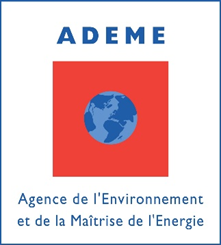 ADEME
Agence de l'Environnement
et de la Maîtrise de l'Energie